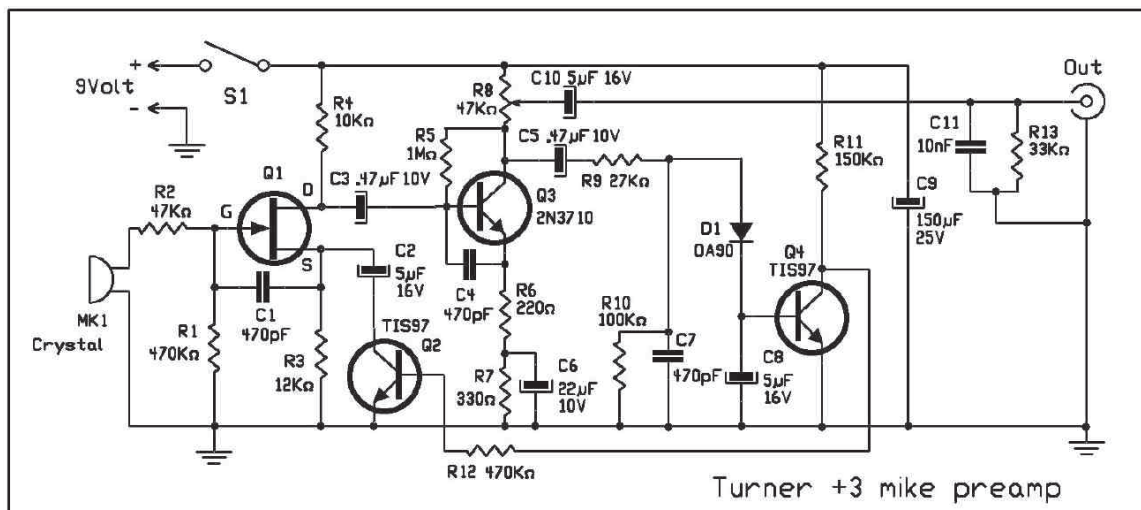 +
9Volt
-
S1
R4
10KΩ
R8
47KΩ
C10 5µF 16V
Out
R5
1MΩ
C5 .47µF 10V
R9 27KΩ
R11
150KΩ
C11
10nF
R13
33KΩ
Q1
D
G
S
C3 .47µF 10V
Q3
2N3710
C9
150µF
25V
R2
47KΩ
D1
OA90
Q4
TIS97
C2
5µF
16V
MK1
Crystal
C1
470pF
R1
470KΩ
R3
12KΩ
TIS97
Q2
C4
470pF
R6
220Ω
R7
330Ω
C6
22µF
10V
R10
100KΩ
C7
470pF
C8
5µF
16V
R12 470KΩ
Turner +3 mike preamp